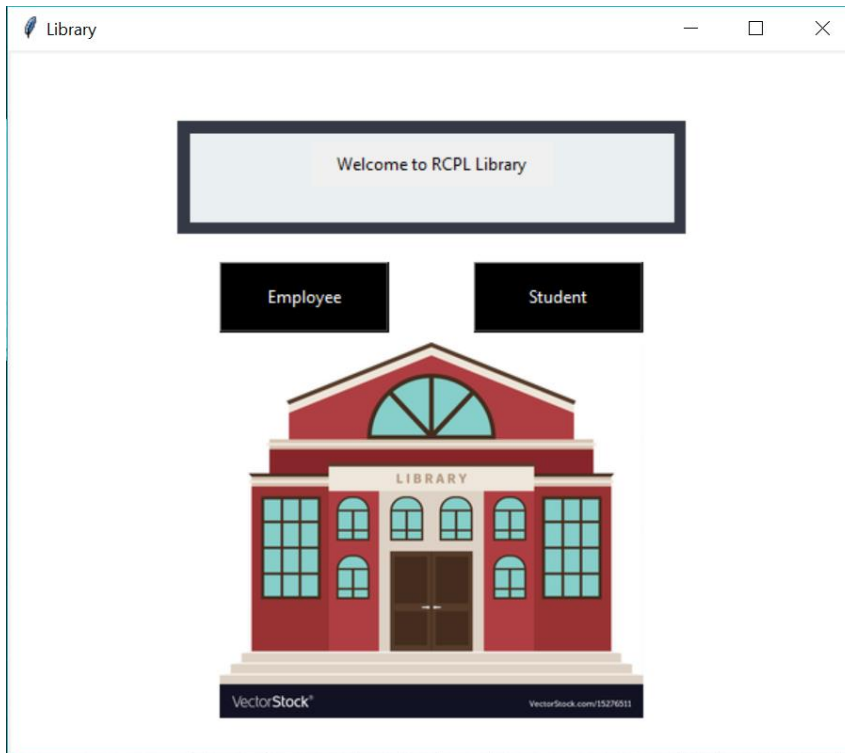 Library
Welcome to RCPL Library
Employee
Student
LIBRARY
VectorStock®
VectorStock.com/15276511